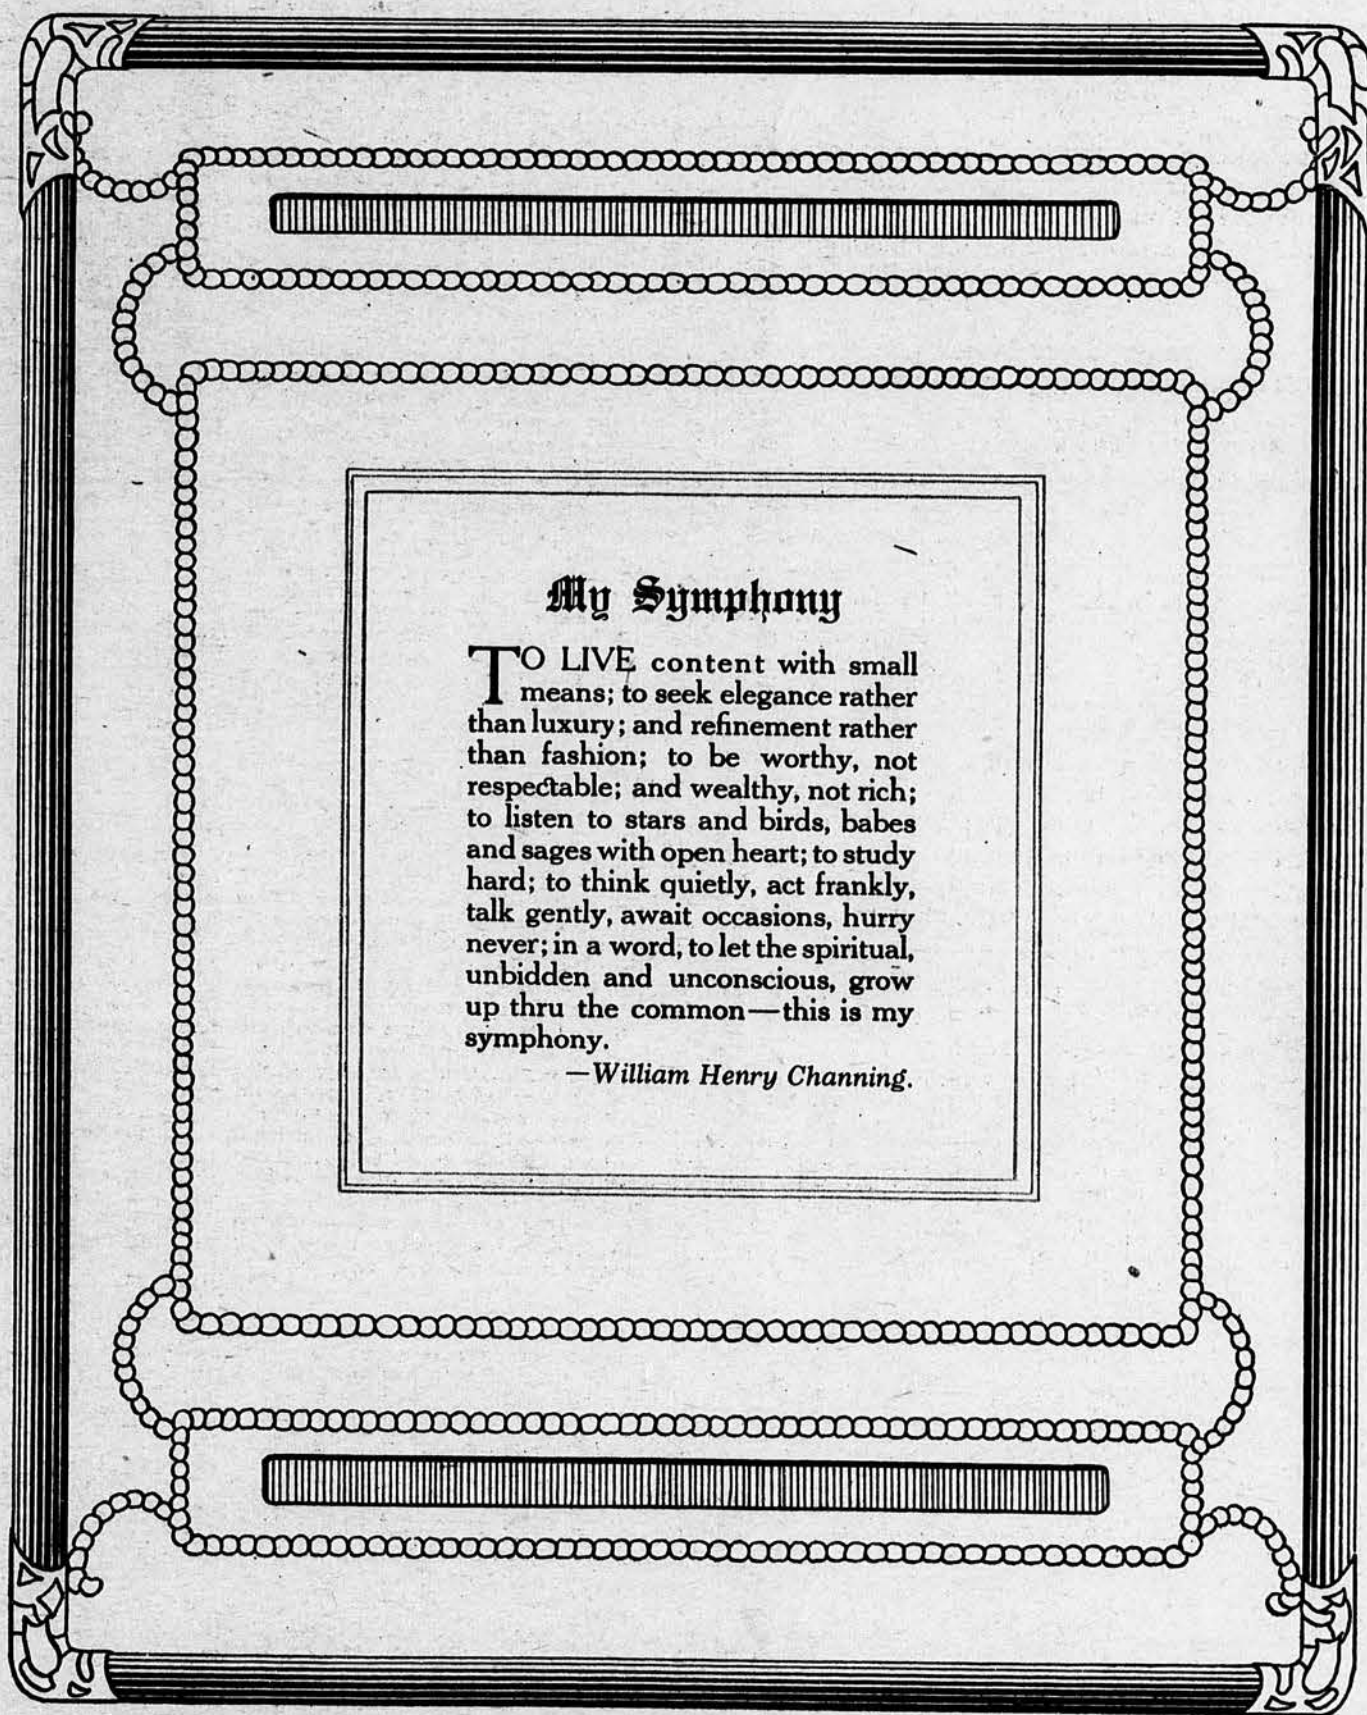 My Symphony
TO LIVE content with small
means; to seek elegance rather
than luxury; and refinement rather
than fashion; to be worthy, not
respectable; and wealthy, not rich;
to listen to stars and birds, babes
and sages with open heart; to study
hard; to think quietly, act frankly,
talk gently, await occasions, hurry
never; in a word, to let the spiritual,
unbidden and unconscious, grow
up thru the common—this is my
symphony.
—William Henry Channing.